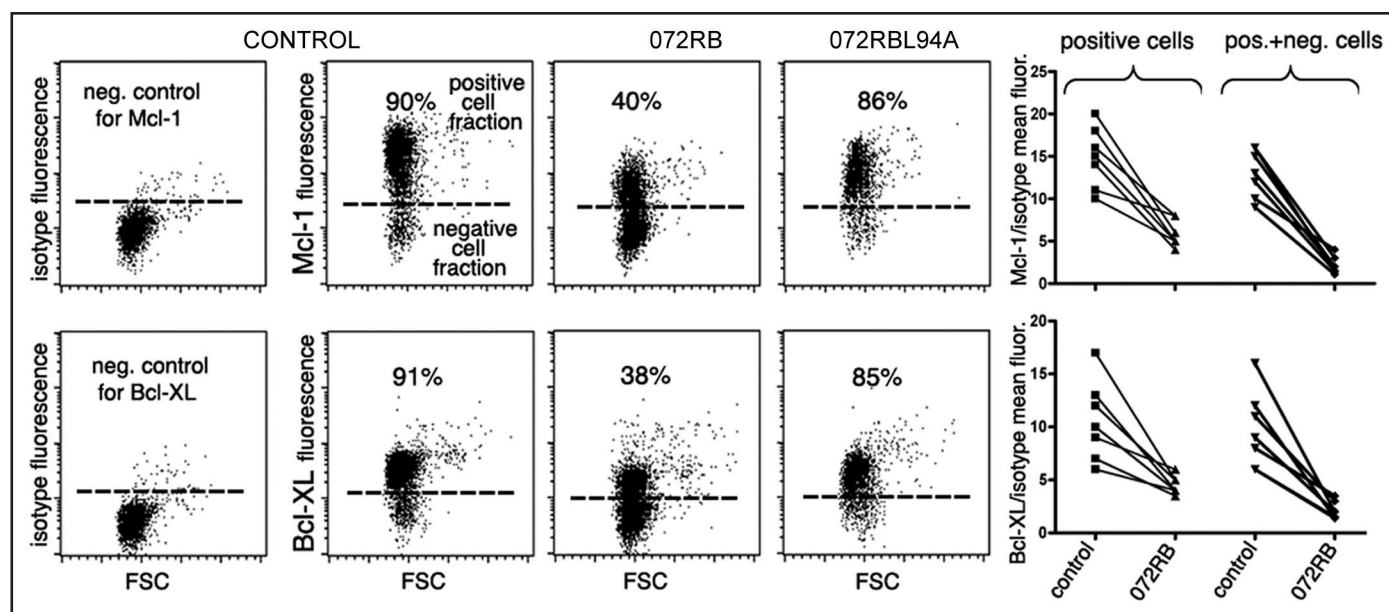 CONTROL 072RB 072RBL94A
positive cells pos.+neg. cells
isotype fluorescence
neg. control
for Mcl-1
Mcl-1 fluorescence
90%
positive
cell
fraction
negative
cell
fraction
40%
86%
Mcl-1/isotype mean fluor.
25
20
15
10
5
0
isotype fluorescence
neg. control
for Bcl-XL
FSC
Bcl-XL fluorescence
91%
FSC
38%
FSC
85%
FSC
Bcl-XL/isotype mean fluor.
20
15
10
5
0
control
072RB
control
072RB